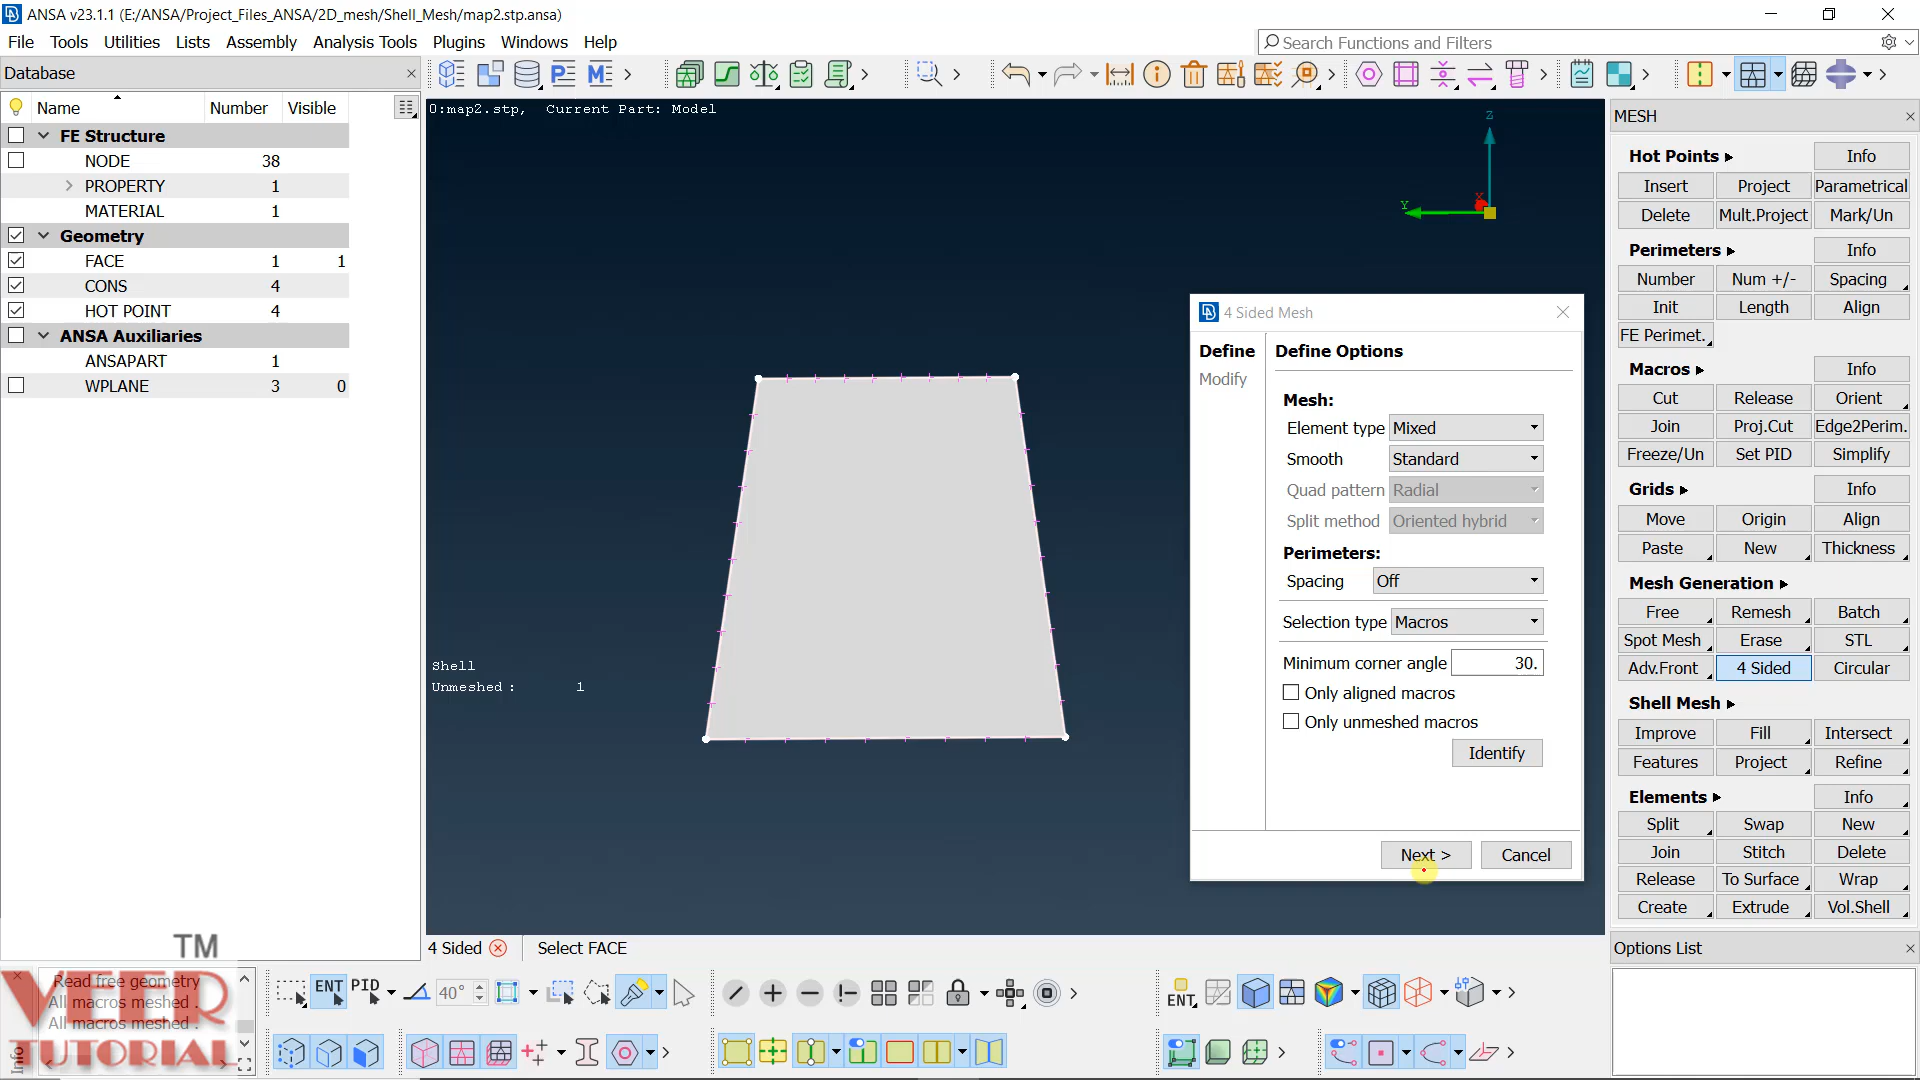 ANSA v23.1.1 (E:/ANSA/Project_Files_ANSA/2D_mesh/Shell_Mesh/map2.stp.ansa)
File Tools Utilities Lists Assembly Analysis Tools Plugins Windows Help
Search Functions and Filters
Database
Name Number Visible
FE Structure
NODE 38
PROPERTY 1
MATERIAL 1
Geometry
FACE 1 1
CONS 4
HOT POINT 4
ANSA Auxiliaries
ANSAPART 1
WPLANE 3 0
0:map2.stp, Current Part: Model
Z
Y
X
Shell
Unmeshed : 1
4 Sided Mesh
Define
Modify
Define Options
Mesh:
Element type Mixed
Smooth Standard
Quad pattern Radial
Split method Oriented hybrid
Perimeters:
Spacing Off
Selection type Macros
Minimum corner angle 30.
Only aligned macros
Only unmeshed macros
Identify
Next > Cancel
MESH
Hot Points Info
Insert Project Parametrical
Delete Mult.Project Mark/Un
Perimeters Info
Number Num +/- Spacing
Init Length Align
FE Perimet.
Macros Info
Cut Release Orient
Join Proj.Cut Edge2Perim.
Freeze/Un Set PID Simplify
Grids Info
Move Origin Align
Paste New Thickness
Mesh Generation
Free Remesh Batch
Spot Mesh Erase STL
Adv.Front 4 Sided Circular
Shell Mesh
Improve Fill Intersect
Features Project Refine
Elements Info
Split Swap New
Join Stitch Delete
Release To Surface Wrap
Create Extrude Vol.Shell
Options List
4 Sided Select FACE
TM
VEER
TUTORIAL
Read free geometry
All macros meshed .
All macros meshed .
Info
ENT PID 40°
ENT